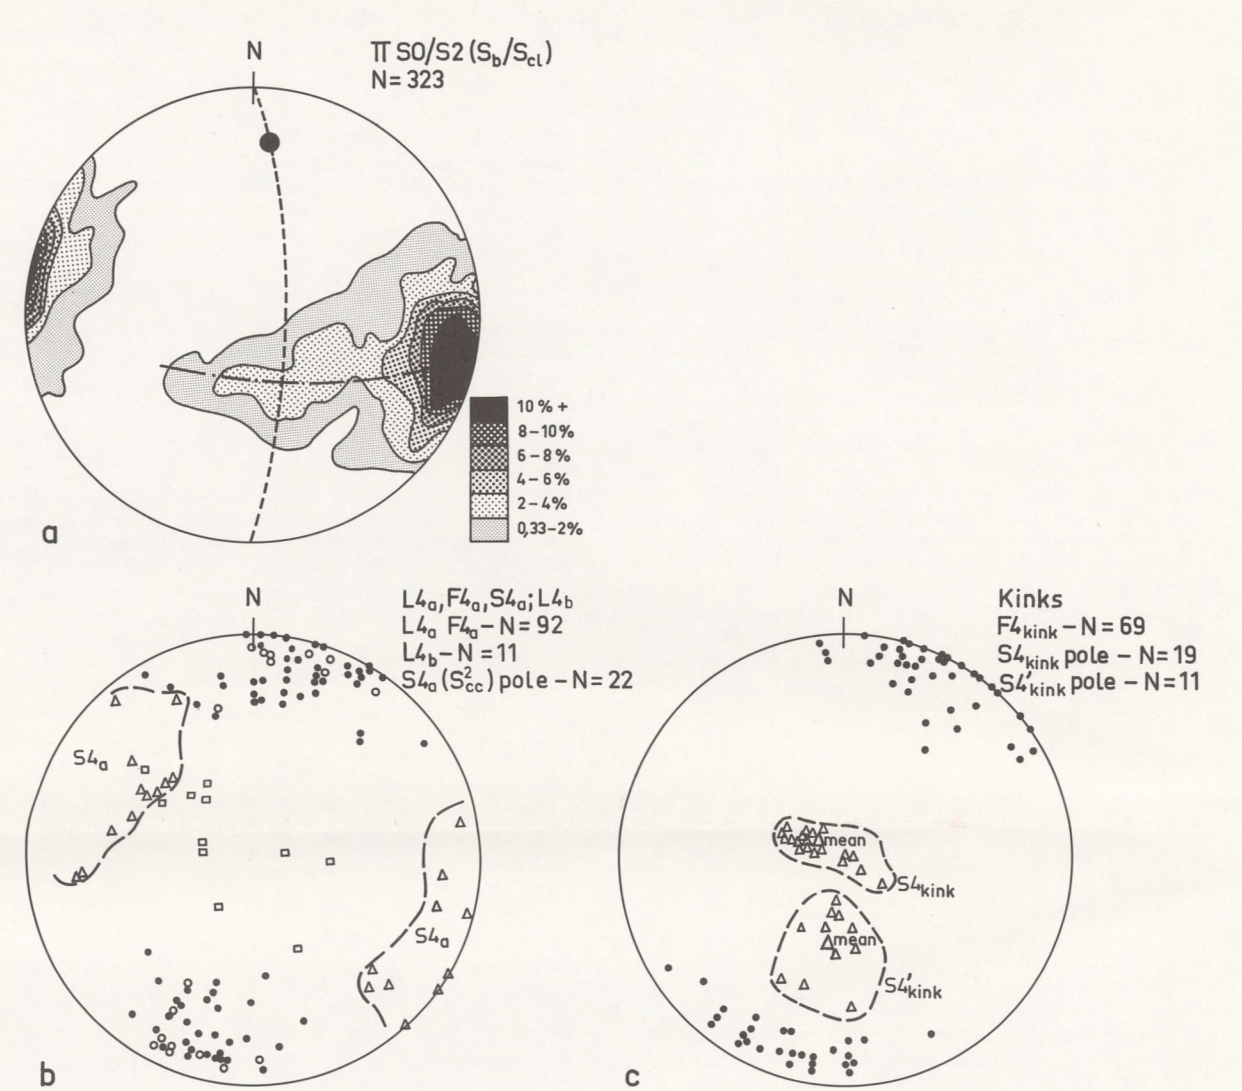 N
π S0/S2 (Sb/Scl)
N= 323
10 % +
8–10%
6–8%
4–6%
2–4%
0,33–2%
a
N
L4a, F4a, S4a; L4b
L4a F4a – N= 92
L4b – N = 11
S4a (S²cc) pole – N= 22
S4a
S4a
b
N
Kinks
F4kink – N= 69
S4kink pole – N= 19
S4'kink pole – N= 11
mean
S4kink
mean
S4'kink
c